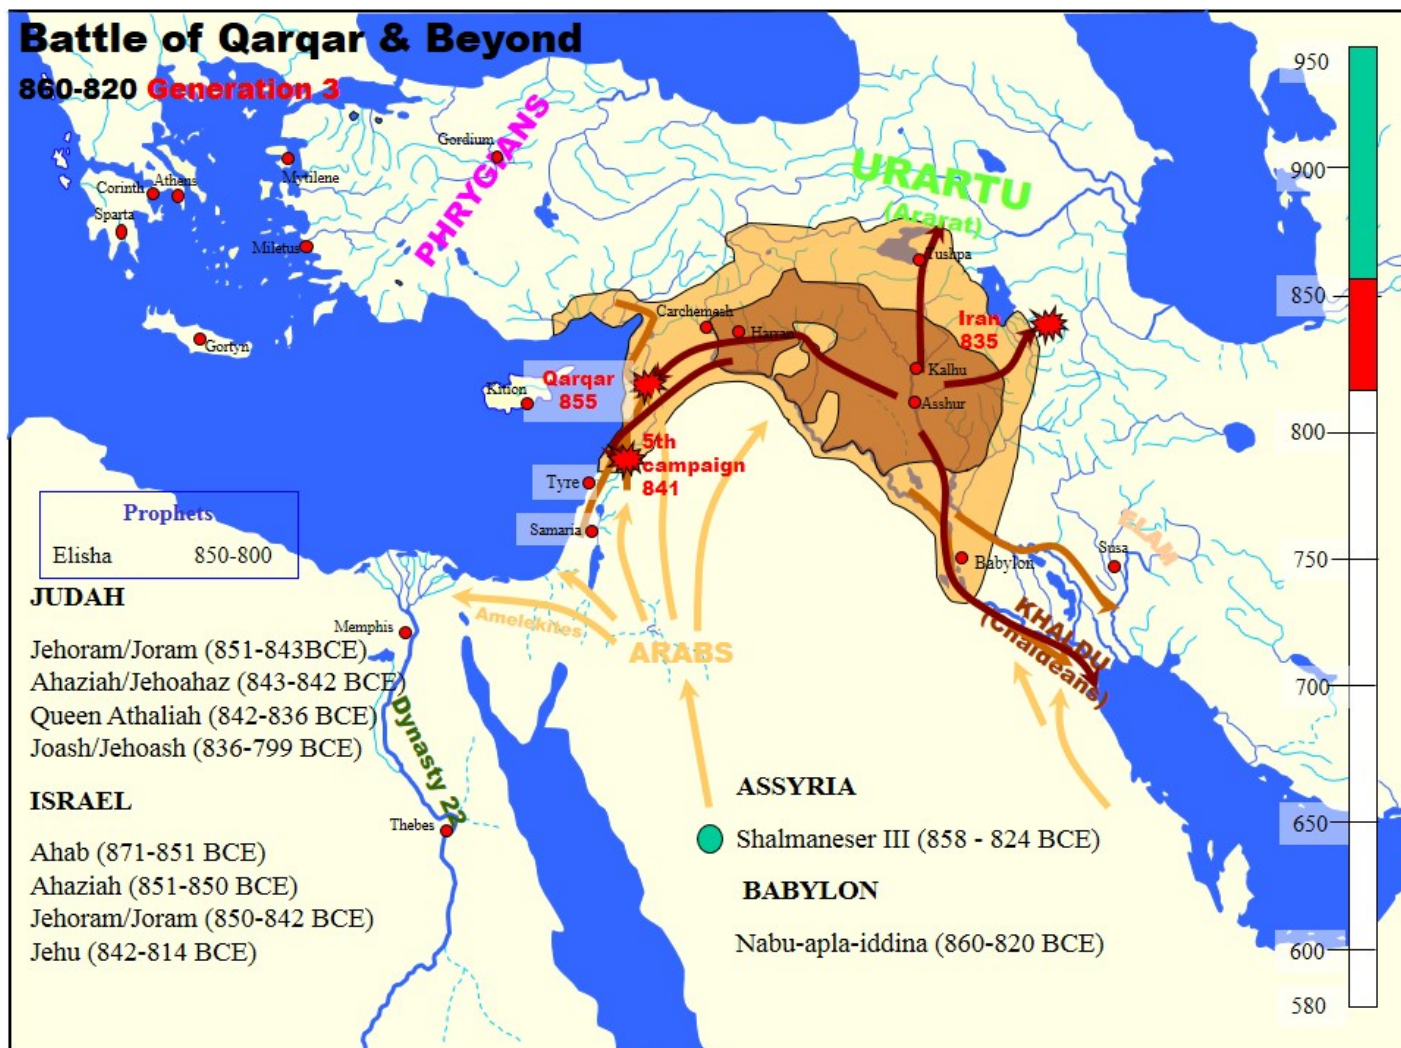 Battle of Qarqar & Beyond
860-820 Generation 3
PHRYGIANS
Gordium
Mytilene
Corinth
Athens
Sparta
Miletus
Gortyn
URARTU
(Ararat)
Tushpa
Carchemesh
Harran
Iran
835
Kalhu
Asshur
Qarqar
855
Kition
5th
campaign
841
Tyre
Samaria
Babylon
ELAM
Susa
KHALDU
(Chaldeans)
Amelekites
ARABS
Memphis
Dynasty 22
Thebes
Prophets
Elisha 850-800
JUDAH
Jehoram/Joram (851-843BCE)
Ahaziah/Jehoahaz (843-842 BCE)
Queen Athaliah (842-836 BCE)
Joash/Jehoash (836-799 BCE)
ISRAEL
Ahab (871-851 BCE)
Ahaziah (851-850 BCE)
Jehoram/Joram (850-842 BCE)
Jehu (842-814 BCE)
ASSYRIA
Shalmaneser III (858 - 824 BCE)
BABYLON
Nabu-apla-iddina (860-820 BCE)
950
900
850
800
750
700
650
600
580